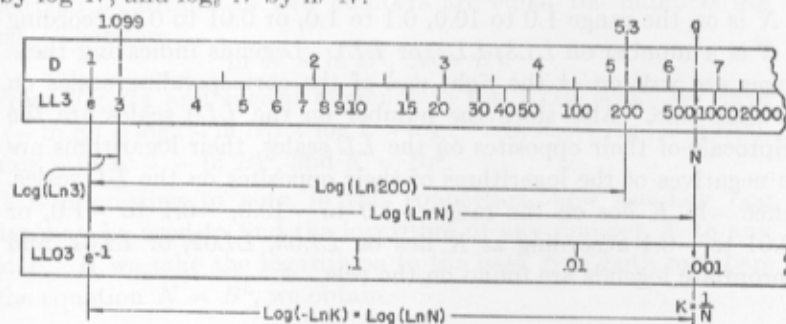 by log N, and log_e N by ln N.
1.099 5.3 g
D 1 2 3 4 5 6 7
LL3 e 3 4 5 6 7 8 9 10 15 20 30 40 50 100 200 500 1000 2000
N
Log(Ln3)
Log(Ln200)
Log(LnN)
LLO3 e-1 .1 .01 .001
K = 1/N
Log(-LnK) = Log(LnN)